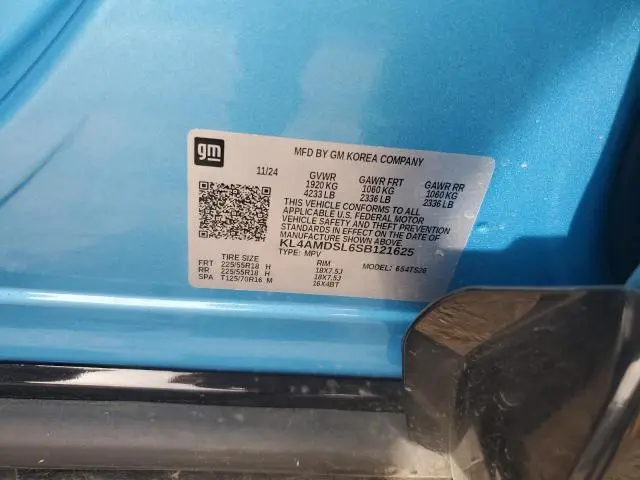 gm
MFD BY GM KOREA COMPANY
11/24 GVWR GAWR FRT GAWR RR
1920 KG 1060 KG 1060 KG
4233 LB 2336 LB 2336 LB
THIS VEHICLE CONFORMS TO ALL
APPLICABLE U.S. FEDERAL MOTOR
VEHICLE SAFETY AND THEFT PREVENTION
STANDARDS IN EFFECT ON THE DATE OF
MANUFACTURE SHOWN ABOVE.
KL4AMDSL6SB121625
TYPE: MPV
TIRE SIZE RIM MODEL:
FRT 225/55R18 H 18X7.5J
RR 225/55R18 H 18X7.5J
SPA T125/70R16 M 16X4BT